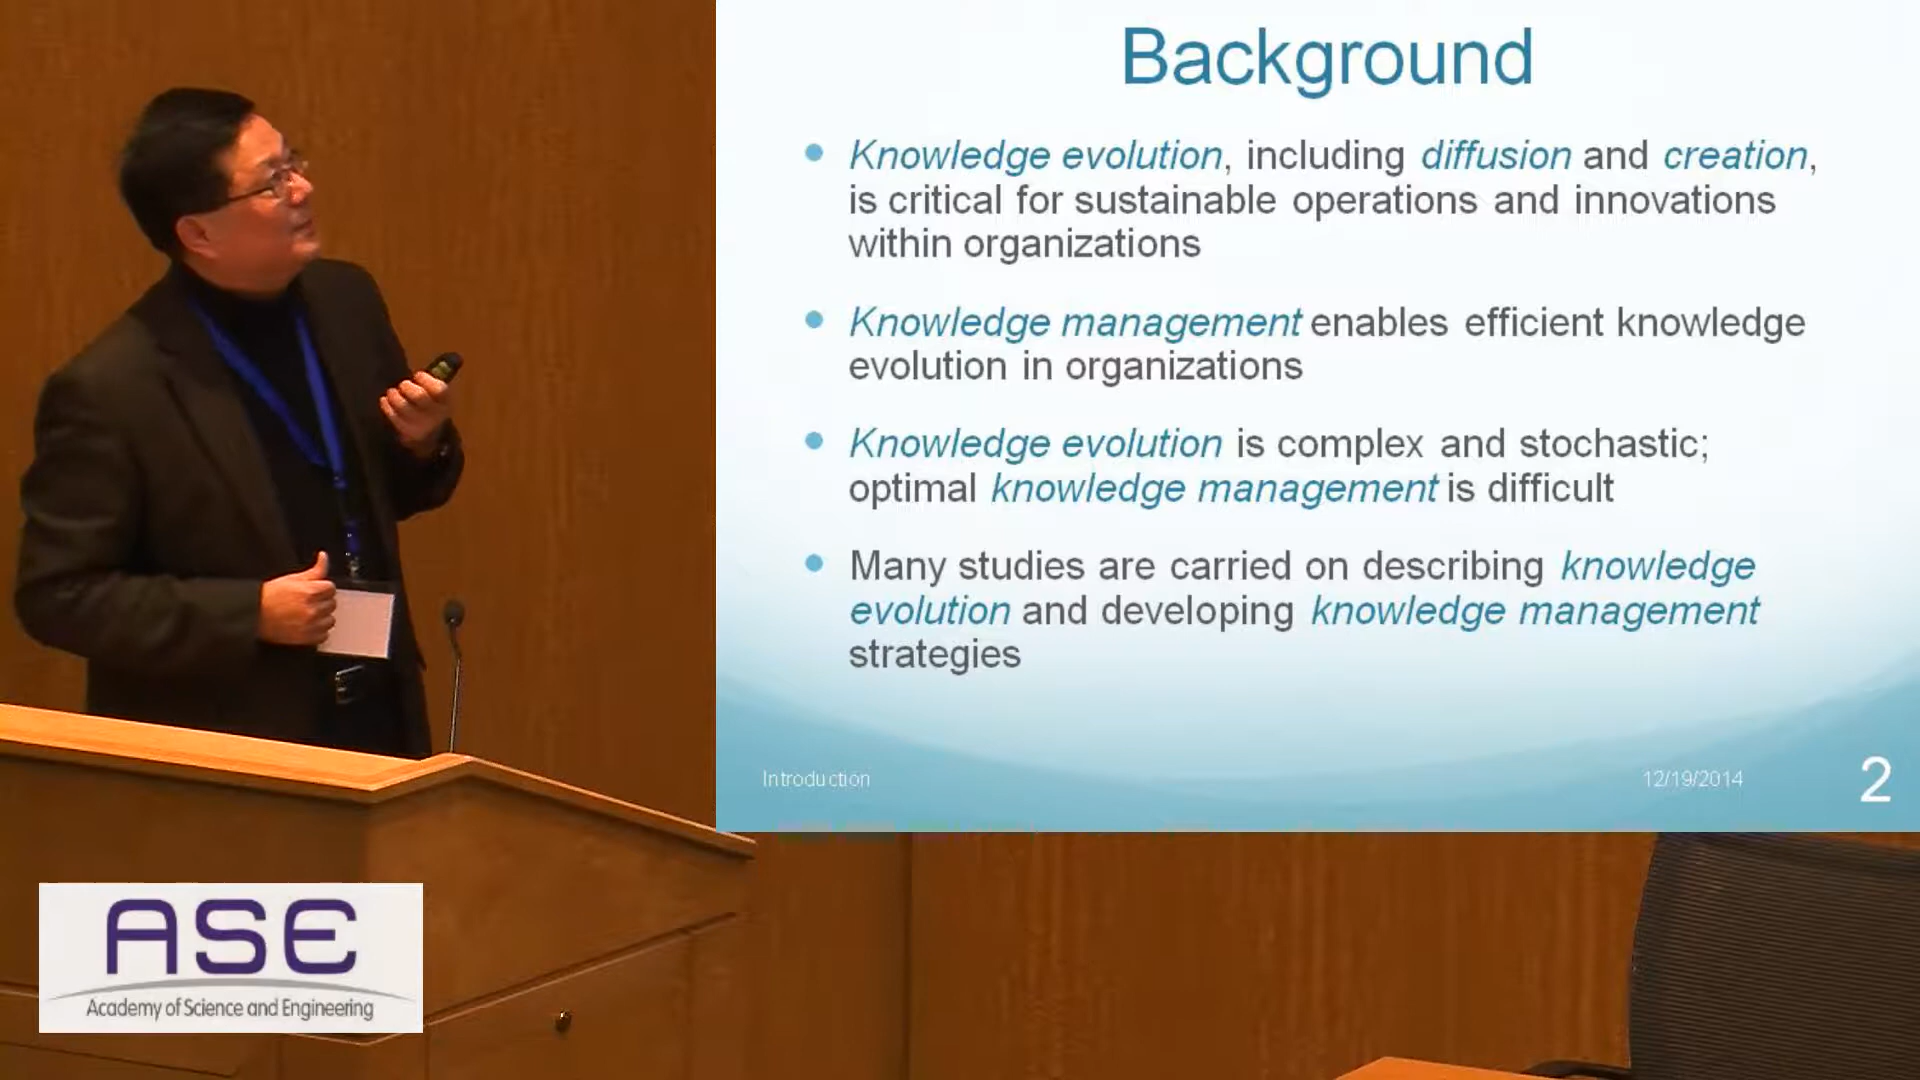 Background
Knowledge evolution, including diffusion and creation,
is critical for sustainable operations and innovations
within organizations
Knowledge management enables efficient knowledge
evolution in organizations
Knowledge evolution is complex and stochastic;
optimal knowledge management is difficult
Many studies are carried on describing knowledge
evolution and developing knowledge management
strategies
Introduction
12/19/2014
2
ASE
Academy of Science and Engineering